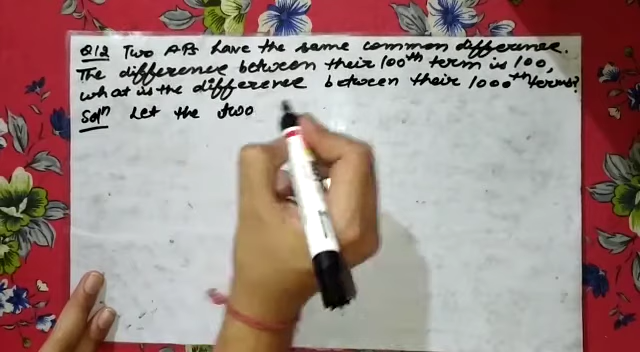 Q12 Two APs have the same common difference.
The difference between their 100th term is 100,
what is the difference between their 1000th terms?
Soln Let the two